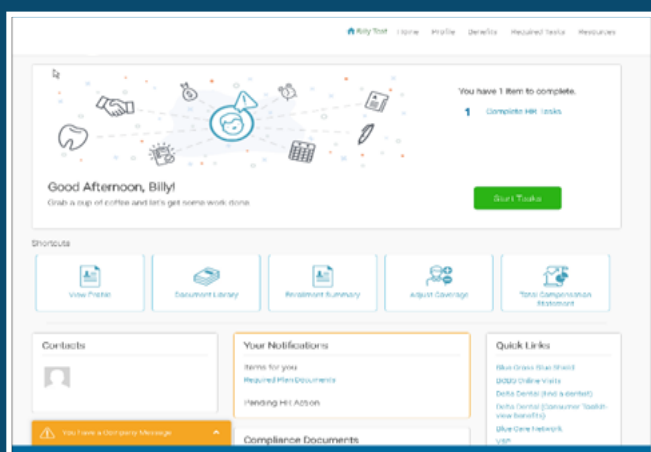 Billy Test Home Profile Benefits Required Tasks Resources
You have 1 item to complete.
1 Complete HR Tasks
Good Afternoon, Billy!
Grab a cup of coffee and let's get some work done.
Start Tasks
Shortcuts
View Profile
Document Library
Enrollment Summary
Adjust Coverage
Total Compensation
Statement
Contacts
Your Notifications
Items for you
Required Plan Documents
Pending HR Action
You have a Company Message
Compliance Documents
Quick Links
Blue Cross Blue Shield
BCBS Online Visits
Delta Dental (find a dentist)
Delta Dental (Consumer Toolkit-
view benefits)
Blue Care Network
VSP